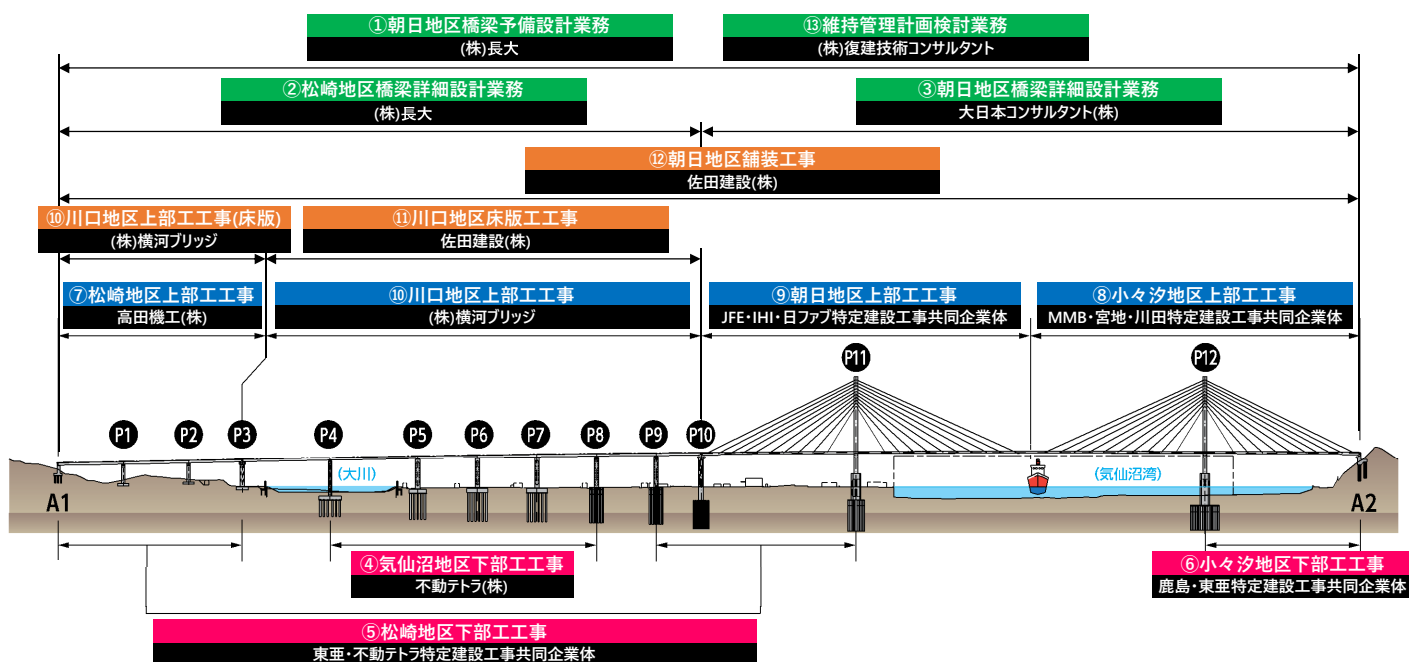 ①朝日地区橋梁予備設計業務
(株)長大
⑬維持管理計画検討業務
(株)復建技術コンサルタント
②松崎地区橋梁詳細設計業務
(株)長大
③朝日地区橋梁詳細設計業務
大日本コンサルタント(株)
⑫朝日地区舗装工事
佐田建設(株)
⑩川口地区上部工工事(床版)
(株)横河ブリッジ
⑪川口地区床版工工事
佐田建設(株)
⑦松崎地区上部工工事
高田機工(株)
⑩川口地区上部工工事
(株)横河ブリッジ
⑨朝日地区上部工工事
JFE・IHI・日ファブ特定建設工事共同企業体
⑧小々汐地区上部工工事
MMB・宮地・川田特定建設工事共同企業体
P11
P12
P1
P2
P3
P4
P5
P6
P7
P8
P9
P10
(大川)
(気仙沼湾)
A1
A2
④気仙沼地区下部工工事
不動テトラ(株)
⑥小々汐地区下部工工事
鹿島・東亜特定建設工事共同企業体
⑤松崎地区下部工工事
東亜・不動テトラ特定建設工事共同企業体